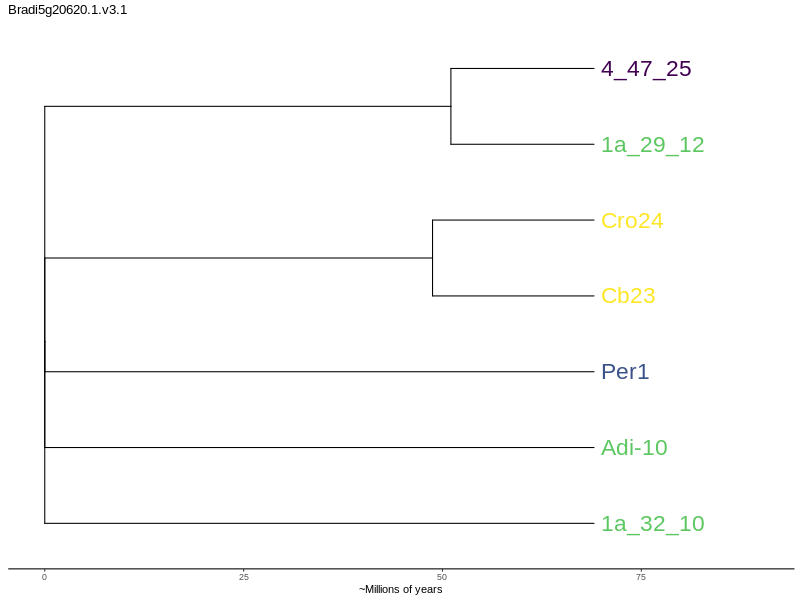 Bradi5g20620.1.v3.1
4_47_25
1a_29_12
Cro24
Cb23
Per1
Adi-10
1a_32_10
0 25 50 75
~Millions of years